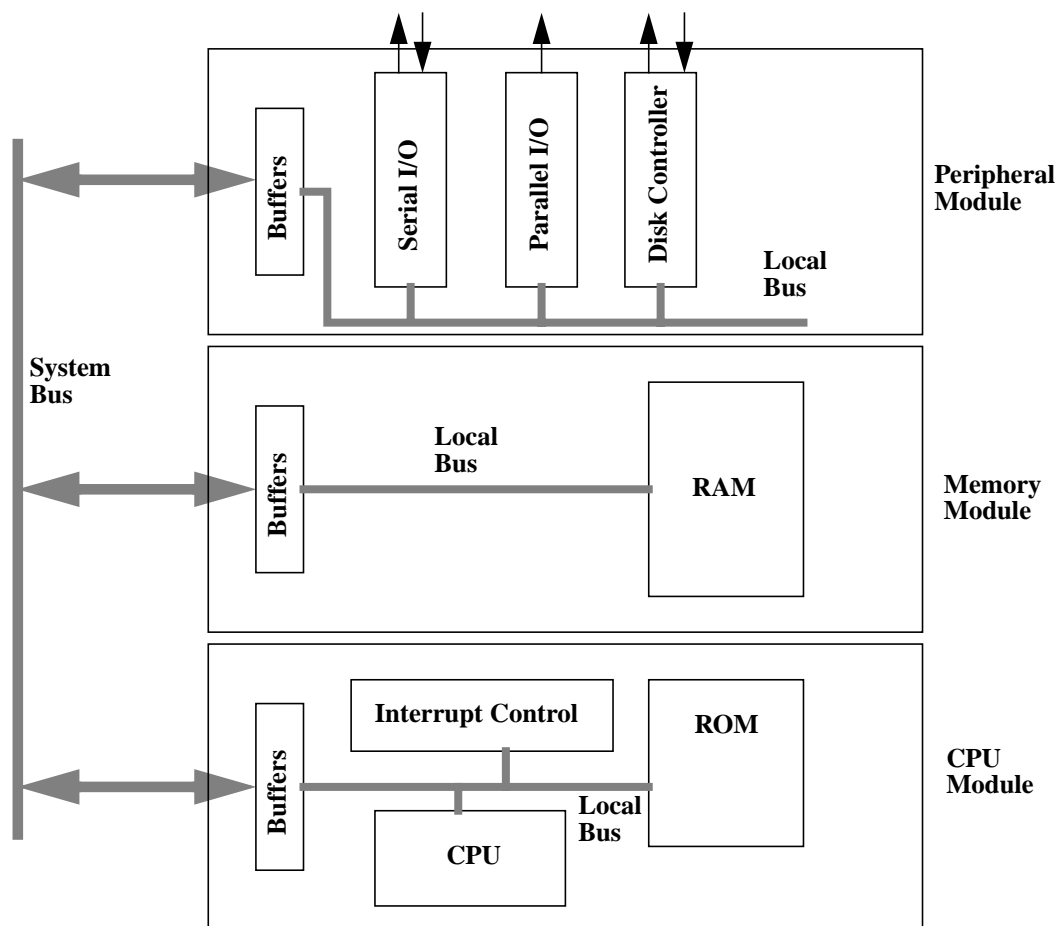 Buffers
Serial I/O
Parallel I/O
Disk Controller
Peripheral
Module
Local
Bus
System
Bus
Buffers
Local
Bus
RAM
Memory
Module
Buffers
Interrupt Control
ROM
CPU
Module
Local
Bus
CPU